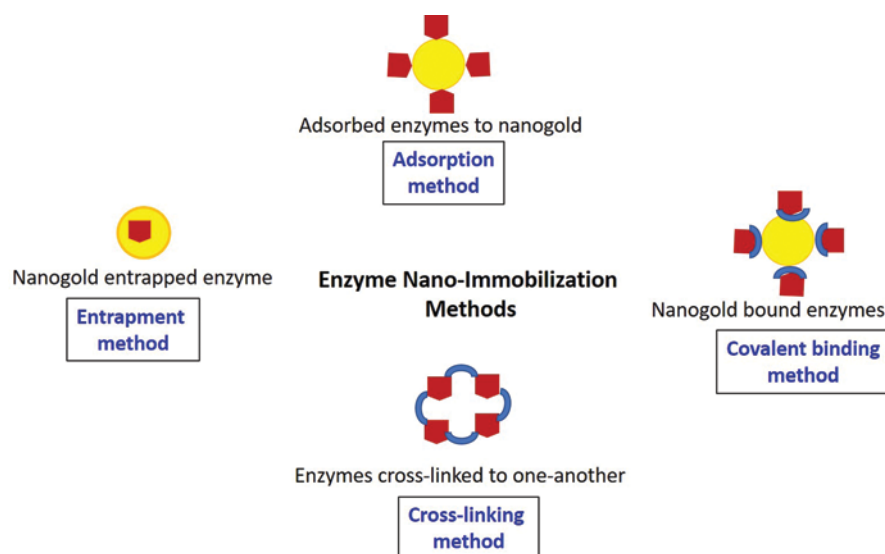 Adsorbed enzymes to nanogold
Adsorption
method
Nanogold entrapped enzyme
Entrapment
method
Enzyme Nano-Immobilization
Methods
Nanogold bound enzymes
Covalent binding
method
Enzymes cross-linked to one-another
Cross-linking
method